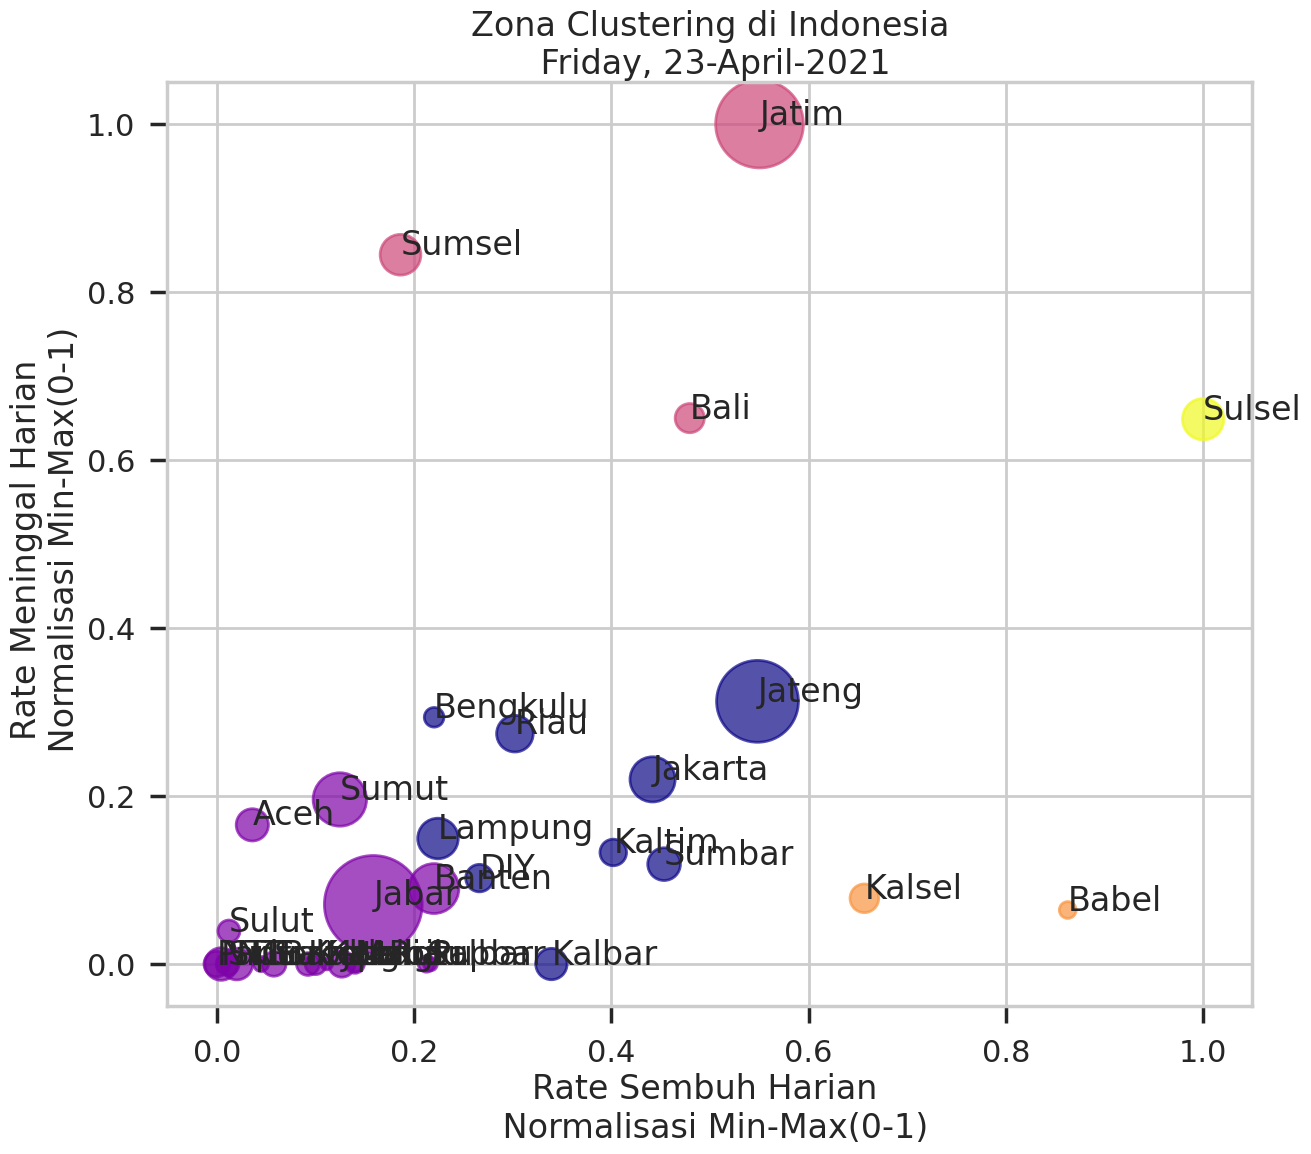 Zona Clustering di Indonesia
Friday, 23-April-2021
Rate Meninggal Harian
Normalisasi Min-Max(0-1)
1.0
0.8
0.6
0.4
0.2
0.0
Jatim
Sumsel
Bali
Sulsel
Jateng
Bengkulu
Riau
Jakarta
Sumut
Aceh
Lampung
Kaltim
Sumbar
DIY
Banten
Jabar
Kalsel
Babel
Sulut
Kalbar
0.0 0.2 0.4 0.6 0.8 1.0
Rate Sembuh Harian
Normalisasi Min-Max(0-1)